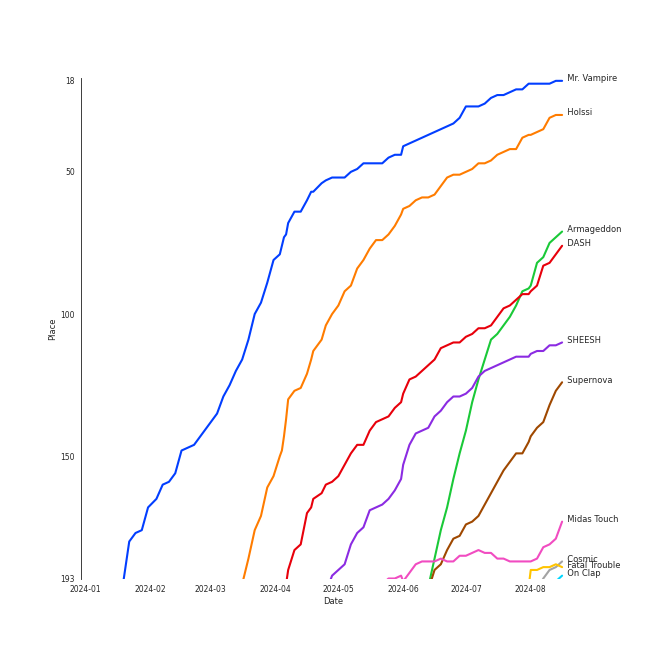 18
Mr. Vampire
Holssi
50
Armageddon
DASH
100
Place
SHEESH
Supernova
150
Midas Touch
Cosmic
Fatal Trouble
On Clap
193
2024-01
2024-02
2024-03
2024-04
2024-05
2024-06
2024-07
2024-08
Date